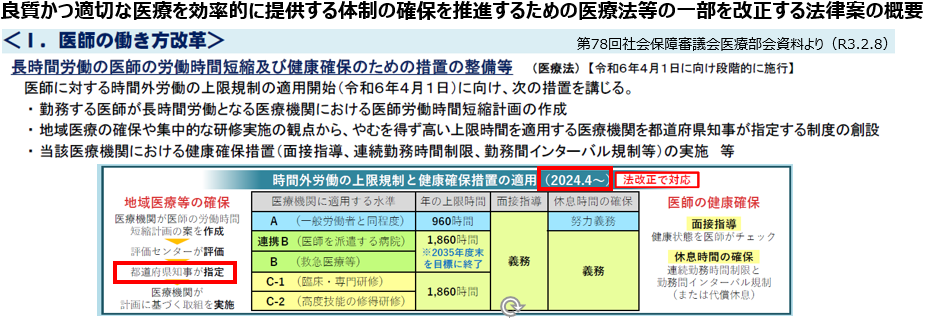 良質かつ適切な医療を効率的に提供する体制の確保を推進するための医療法等の一部を改正する法律案の概要
＜Ⅰ．医師の働き方改革＞
第78回社会保障審議会医療部会資料より（R3.2.8）
長時間労働の医師の労働時間短縮及び健康確保のための措置の整備等 （医療法）【令和６年４月１日に向け段階的に施行】
医師に対する時間外労働の上限規制の適用開始（令和６年４月１日）に向け、次の措置を講じる。
・勤務する医師が長時間労働となる医療機関における医師労働時間短縮計画の作成
・地域医療の確保や集中的な研修実施の観点から、やむを得ず高い上限時間を適用する医療機関を都道府県知事が指定する制度の創設
・当該医療機関における健康確保措置（面接指導、連続勤務時間制限、勤務間インターバル規制等）の実施　等
時間外労働の上限規制と健康確保措置の適用（2024.4～）
法改正で対応
地域医療等の確保
医療機関が医師の労働時間
短縮計画の案を作成
評価センターが評価
都道府県知事が指定
医療機関が
計画に基づく取組を実施
医療機関に適用する水準 年の上限時間 面接指導 休息時間の確保
A （一般労働者と同程度） 960時間 努力義務
連携B （医師を派遣する病院） 1,860時間
※2035年度末
を目標に終了
B （救急医療等）
義務 義務
C-1 （臨床・専門研修） 1,860時間
C-2 （高度技能の修得研修）
医師の健康確保
面接指導
健康状態を医師がチェック
休息時間の確保
連続勤務時間制限と
勤務間インターバル規制
（または代償休息）